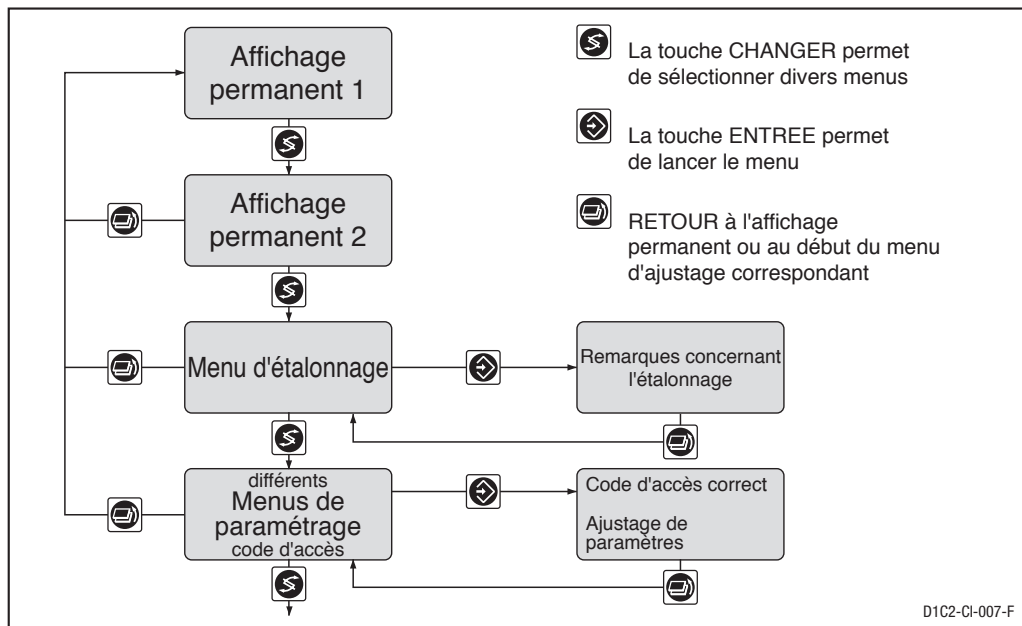 Affichage
permanent 1
La touche CHANGER permet
de sélectionner divers menus
La touche ENTREE permet
de lancer le menu
Affichage
permanent 2
RETOUR à l'affichage
permanent ou au début du menu
d'ajustage correspondant
Menu d'étalonnage
Remarques concernant
l'étalonnage
différents
Menus de
paramétrage
code d'accès
Code d'accès correct
Ajustage de
paramètres
D1C2-Cl-007-F